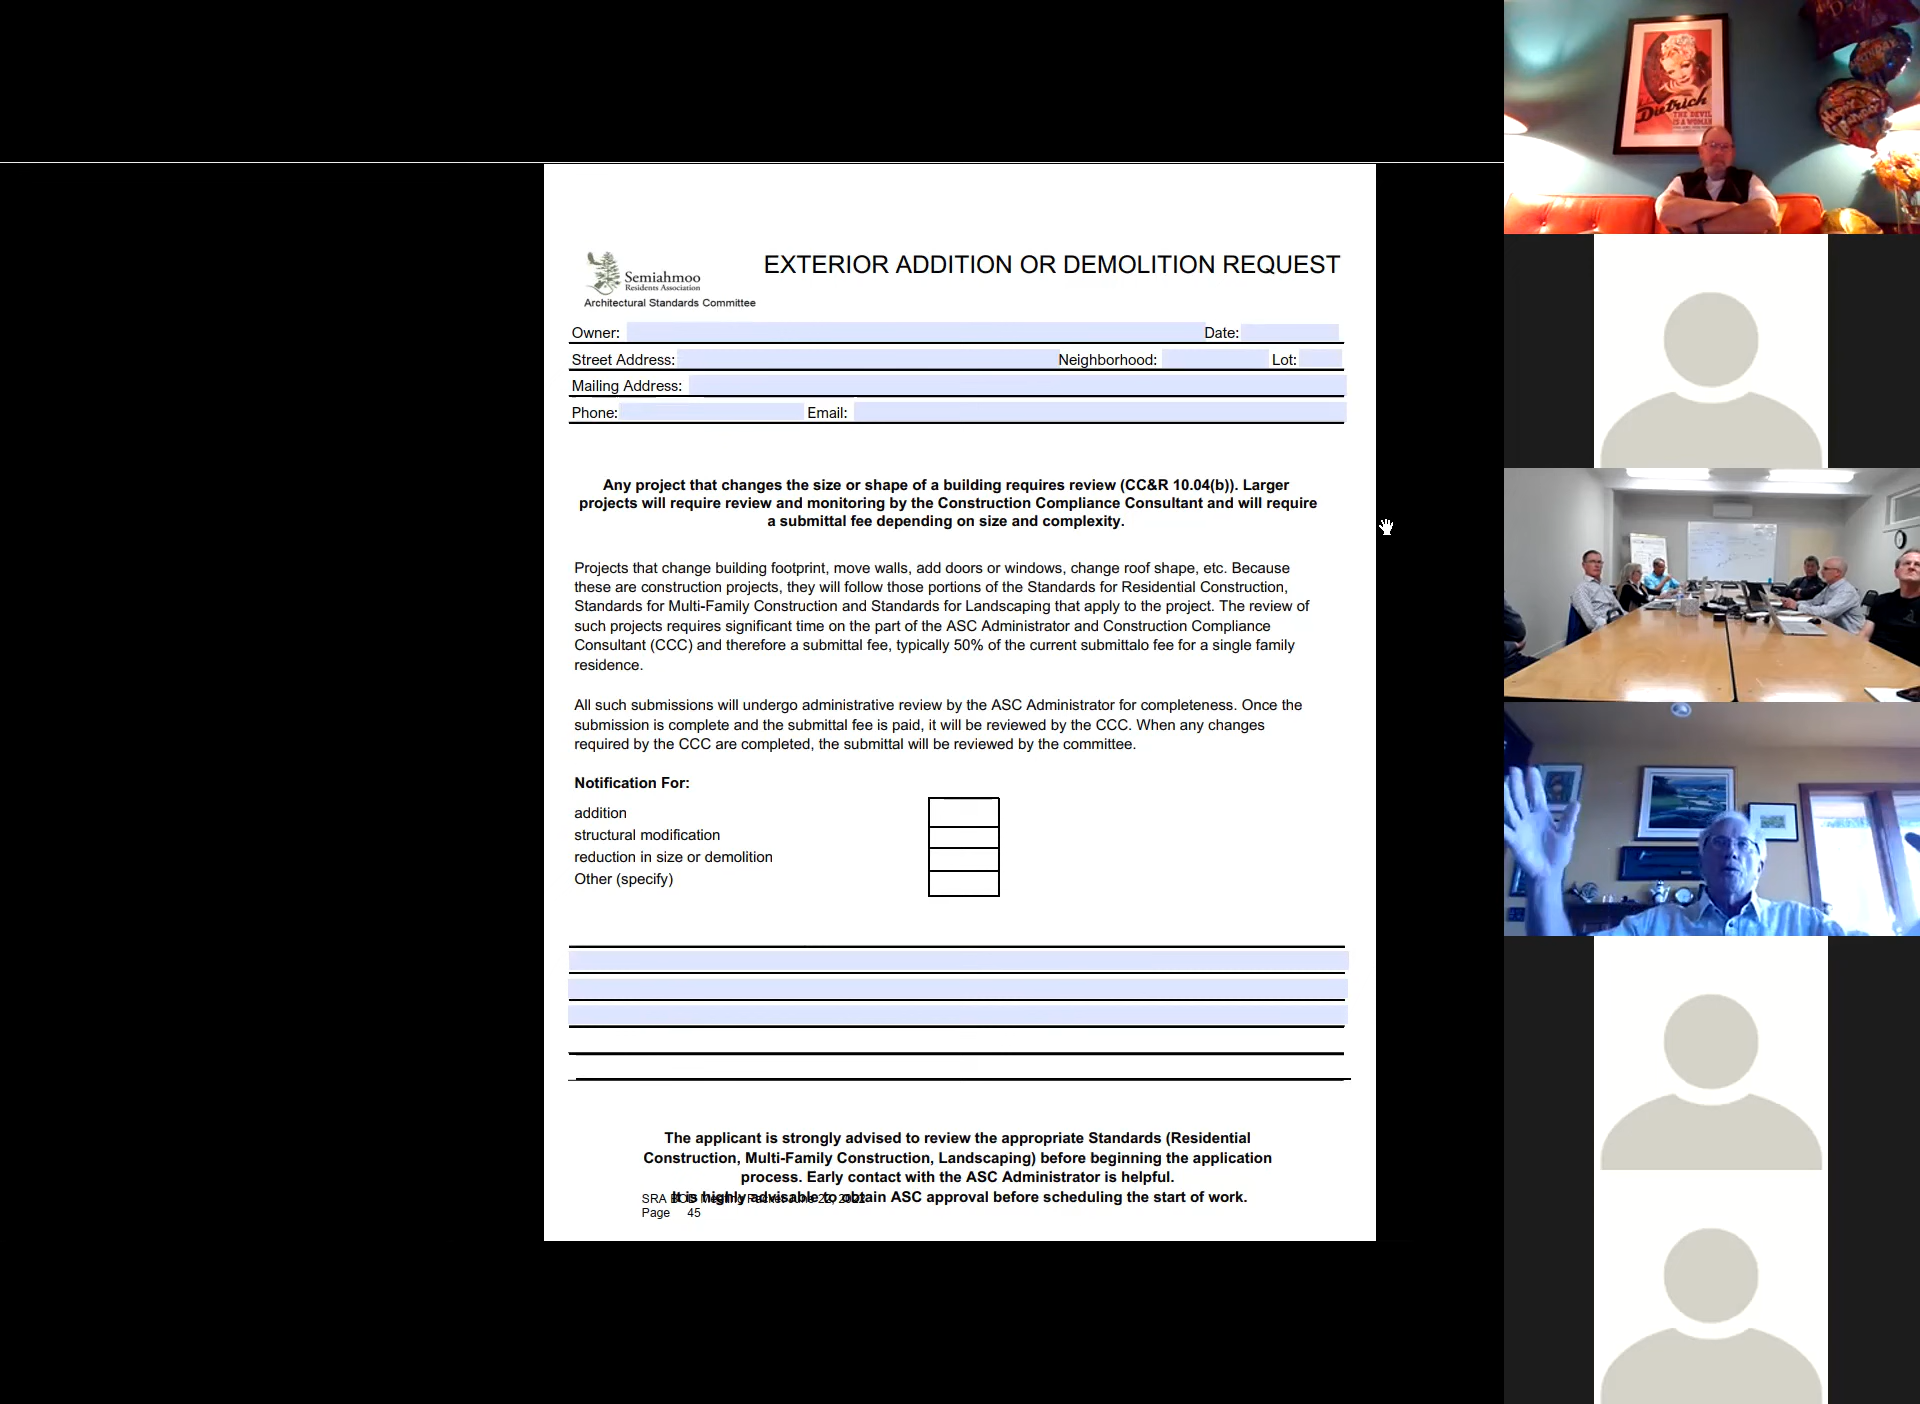 Semiahmoo
Residents Association
Architectural Standards Committee
EXTERIOR ADDITION OR DEMOLITION REQUEST
Owner: Date:
Street Address: Neighborhood: Lot:
Mailing Address:
Phone: Email:
Any project that changes the size or shape of a building requires review (CC&R 10.04(b)). Larger
projects will require review and monitoring by the Construction Compliance Consultant and will require
a submittal fee depending on size and complexity.
Projects that change building footprint, move walls, add doors or windows, change roof shape, etc. Because
these are construction projects, they will follow those portions of the Standards for Residential Construction,
Standards for Multi-Family Construction and Standards for Landscaping that apply to the project. The review of
such projects requires significant time on the part of the ASC Administrator and Construction Compliance
Consultant (CCC) and therefore a submittal fee, typically 50% of the current submittalo fee for a single family
residence.
All such submissions will undergo administrative review by the ASC Administrator for completeness. Once the
submission is complete and the submittal fee is paid, it will be reviewed by the CCC. When any changes
required by the CCC are completed, the submittal will be reviewed by the committee.
Notification For:
addition
structural modification
reduction in size or demolition
Other (specify)
The applicant is strongly advised to review the appropriate Standards (Residential
Construction, Multi-Family Construction, Landscaping) before beginning the application
process. Early contact with the ASC Administrator is helpful.
It is highly advisable to obtain ASC approval before scheduling the start of work.
SRA BOD Meeting Packet June 22, 2022
Page 45
Dietrich
THE DEVIL
IS A WOMAN